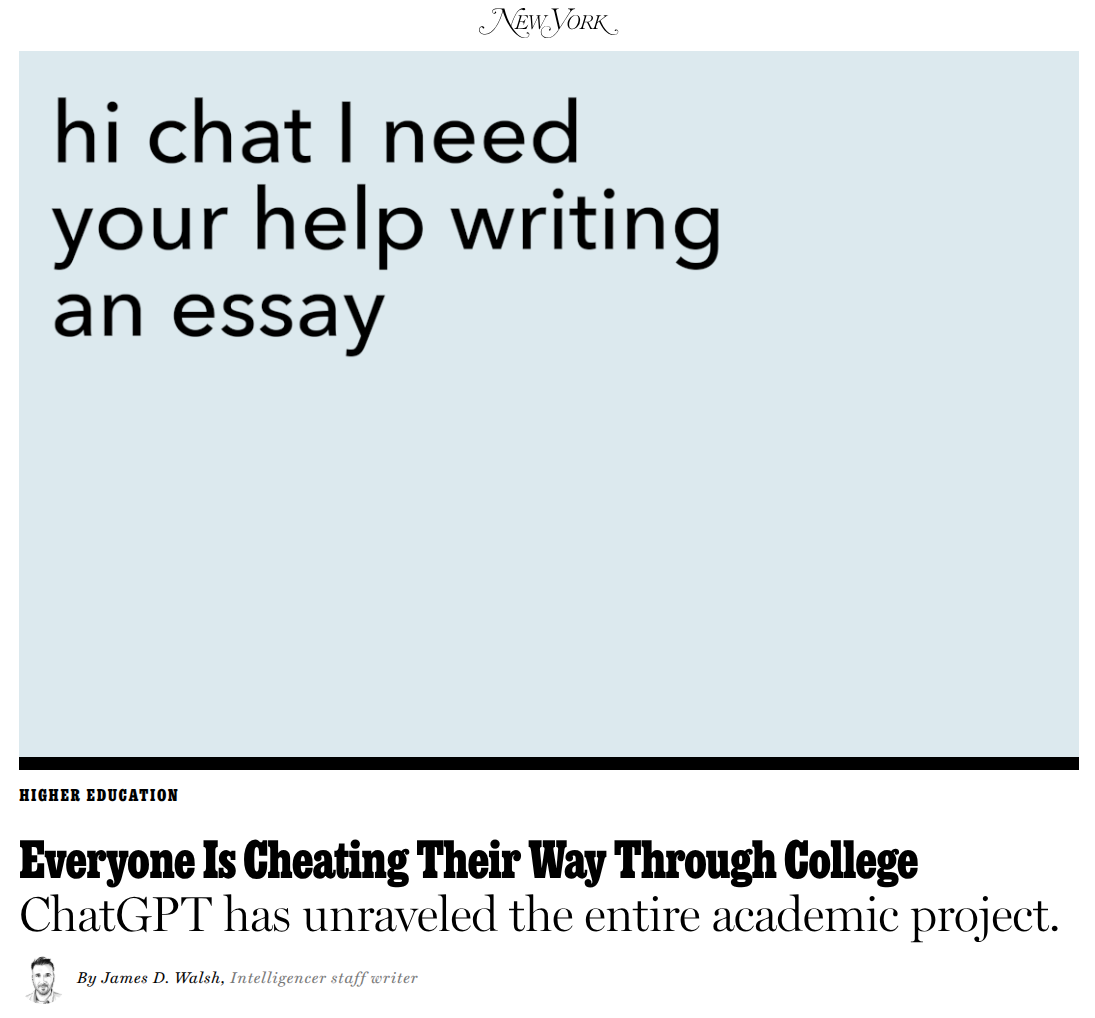 New York
hi chat I need
your help writing
an essay
HIGHER EDUCATION
Everyone Is Cheating Their Way Through College
ChatGPT has unraveled the entire academic project.
By James D. Walsh, Intelligencer staff writer